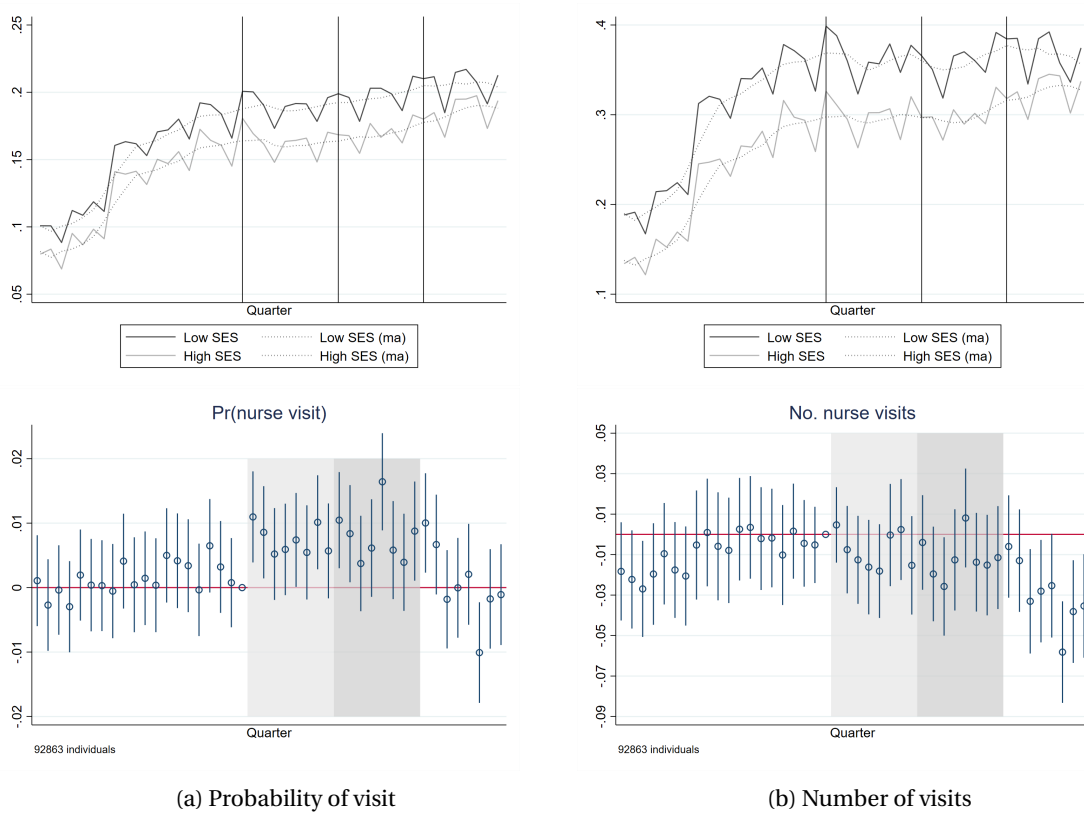 .25
.2
.15
.1
.05
Quarter
Low SES
Low SES (ma)
High SES
High SES (ma)
.4
.3
.2
.1
Quarter
Low SES
Low SES (ma)
High SES
High SES (ma)
Pr(nurse visit)
.02
.01
0
-.01
-.02
Quarter
92863 individuals
No. nurse visits
.05
.03
.01
-.01
-.03
-.05
-.07
-.09
Quarter
92863 individuals
(a) Probability of visit
(b) Number of visits